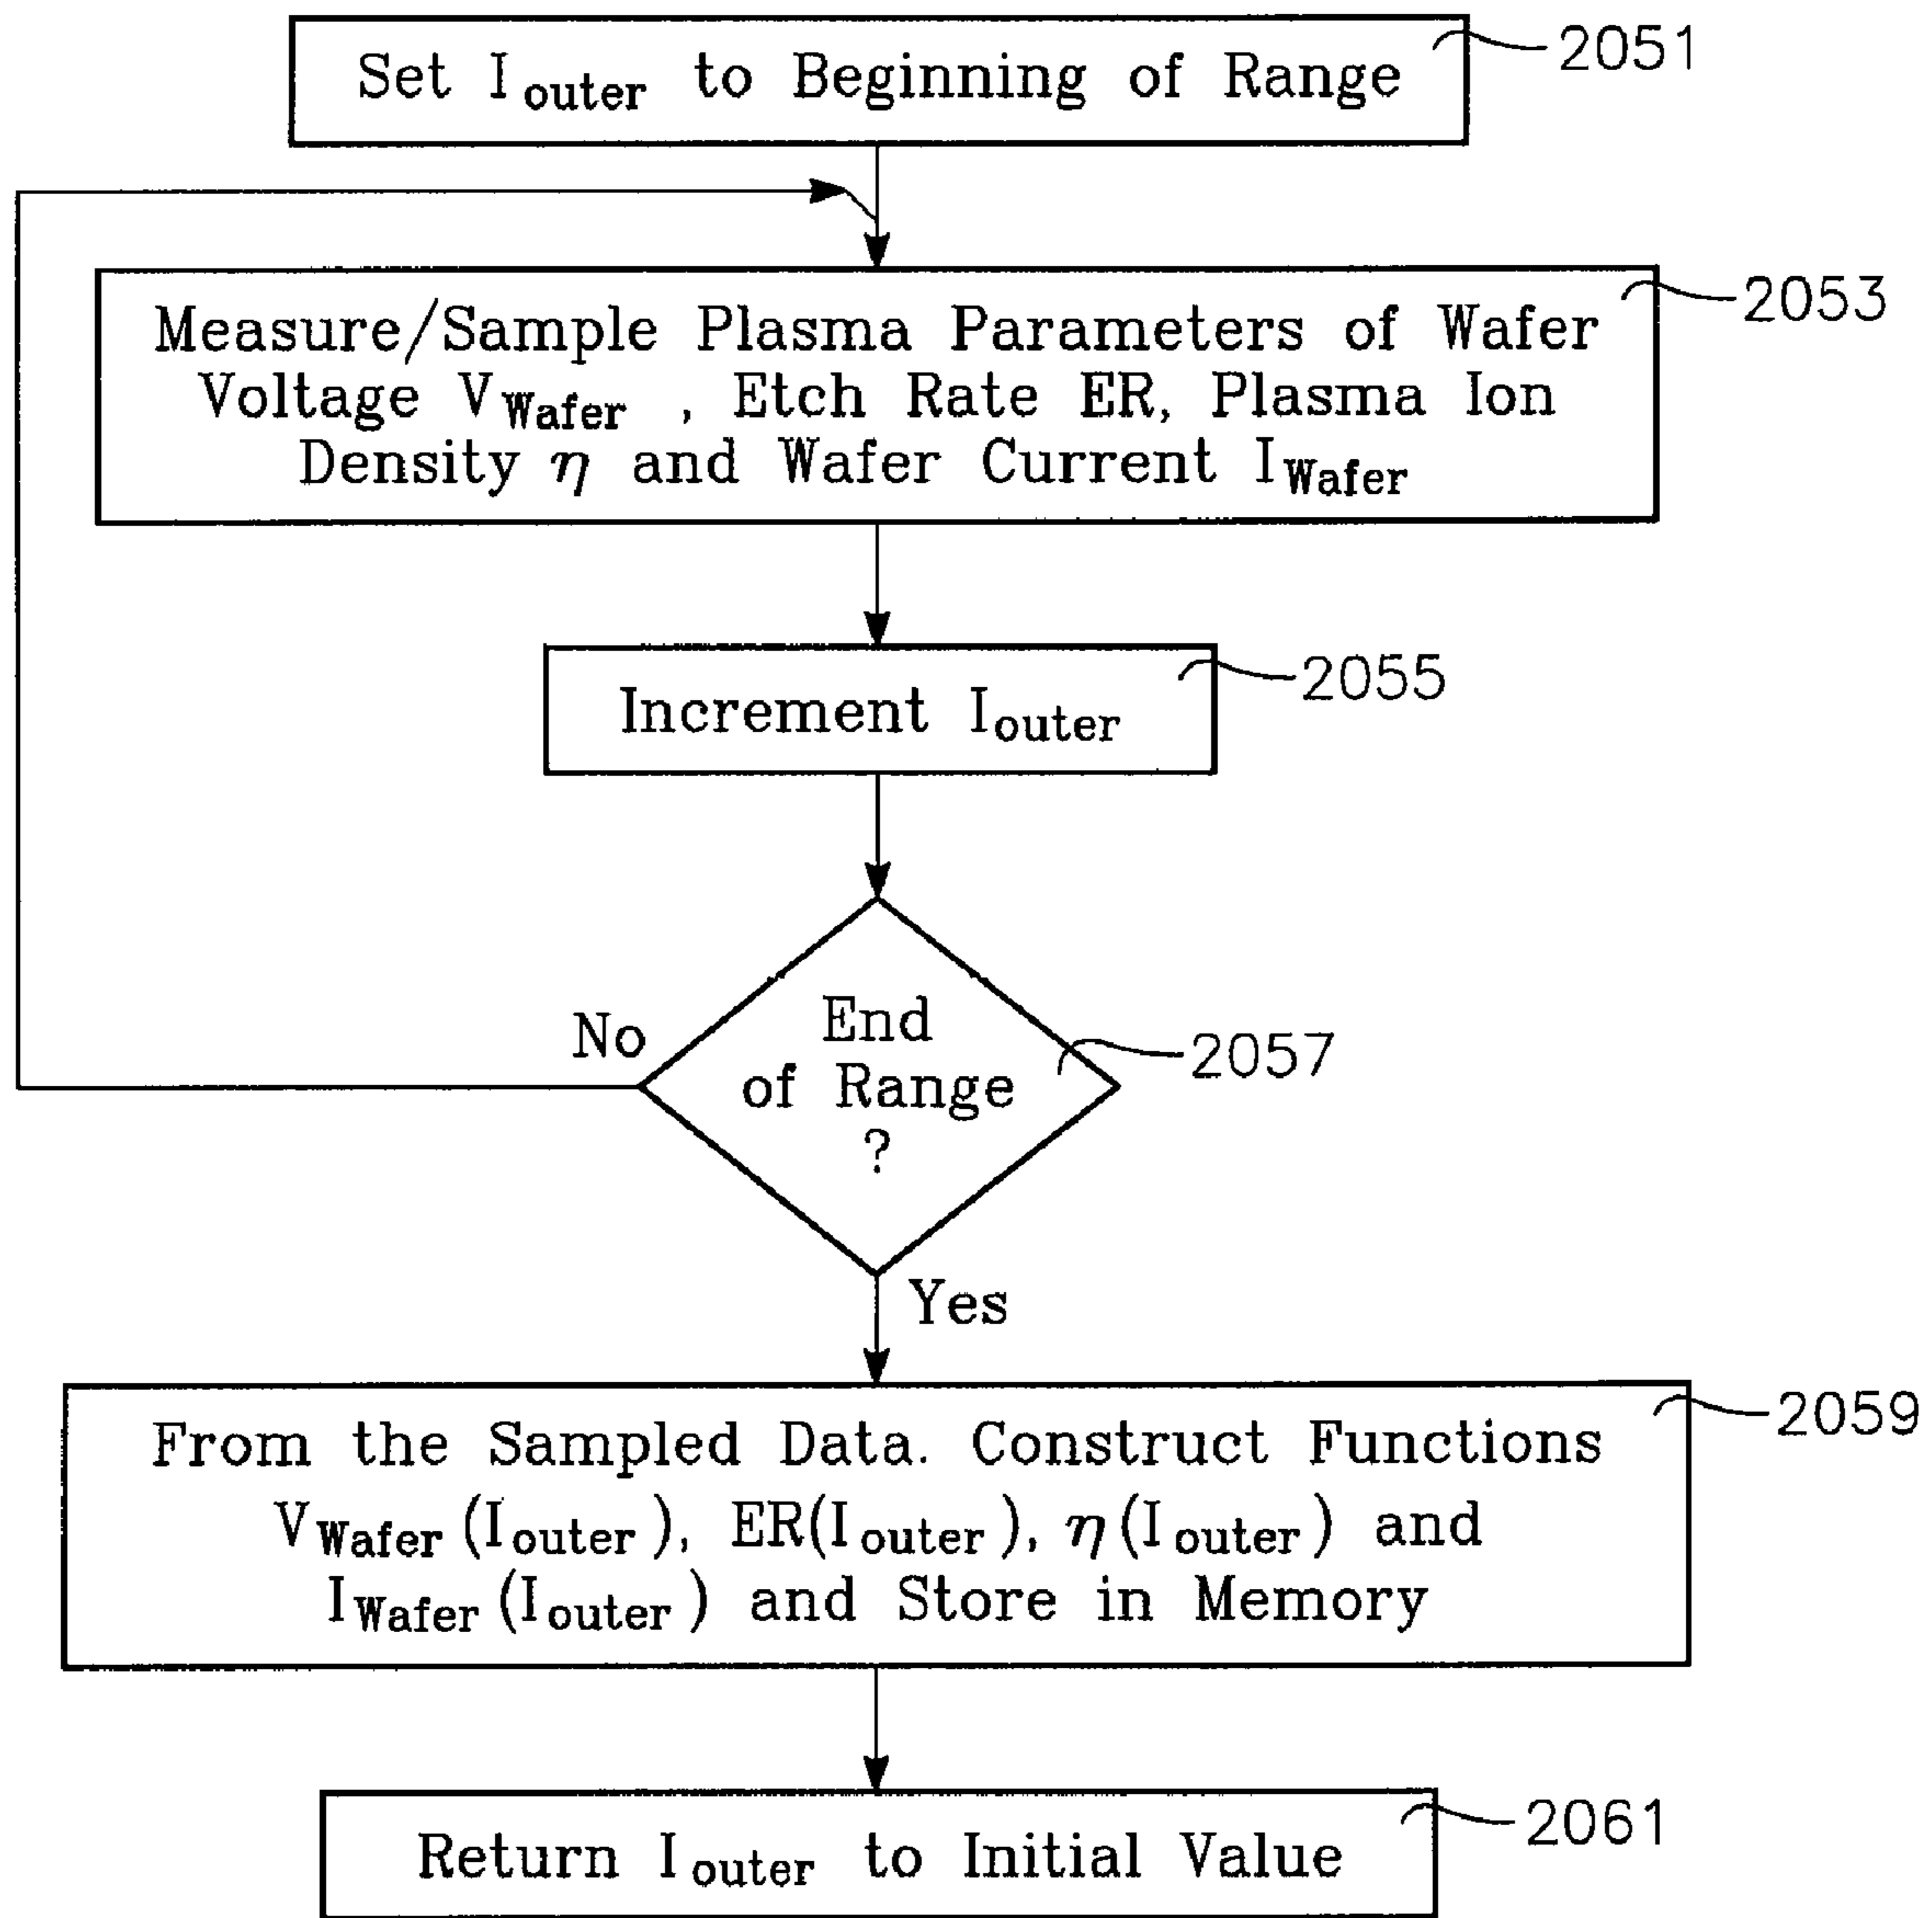 Set I outer to Beginning of Range
2051
Measure/Sample Plasma Parameters of Wafer
Voltage V Wafer , Etch Rate ER, Plasma Ion
Density η and Wafer Current I Wafer
2053
Increment I outer
2055
End
of Range
?
2057
No
Yes
From the Sampled Data. Construct Functions
V Wafer (I outer), ER(I outer), η (I outer) and
I Wafer (I outer) and Store in Memory
2059
Return I outer to Initial Value
2061